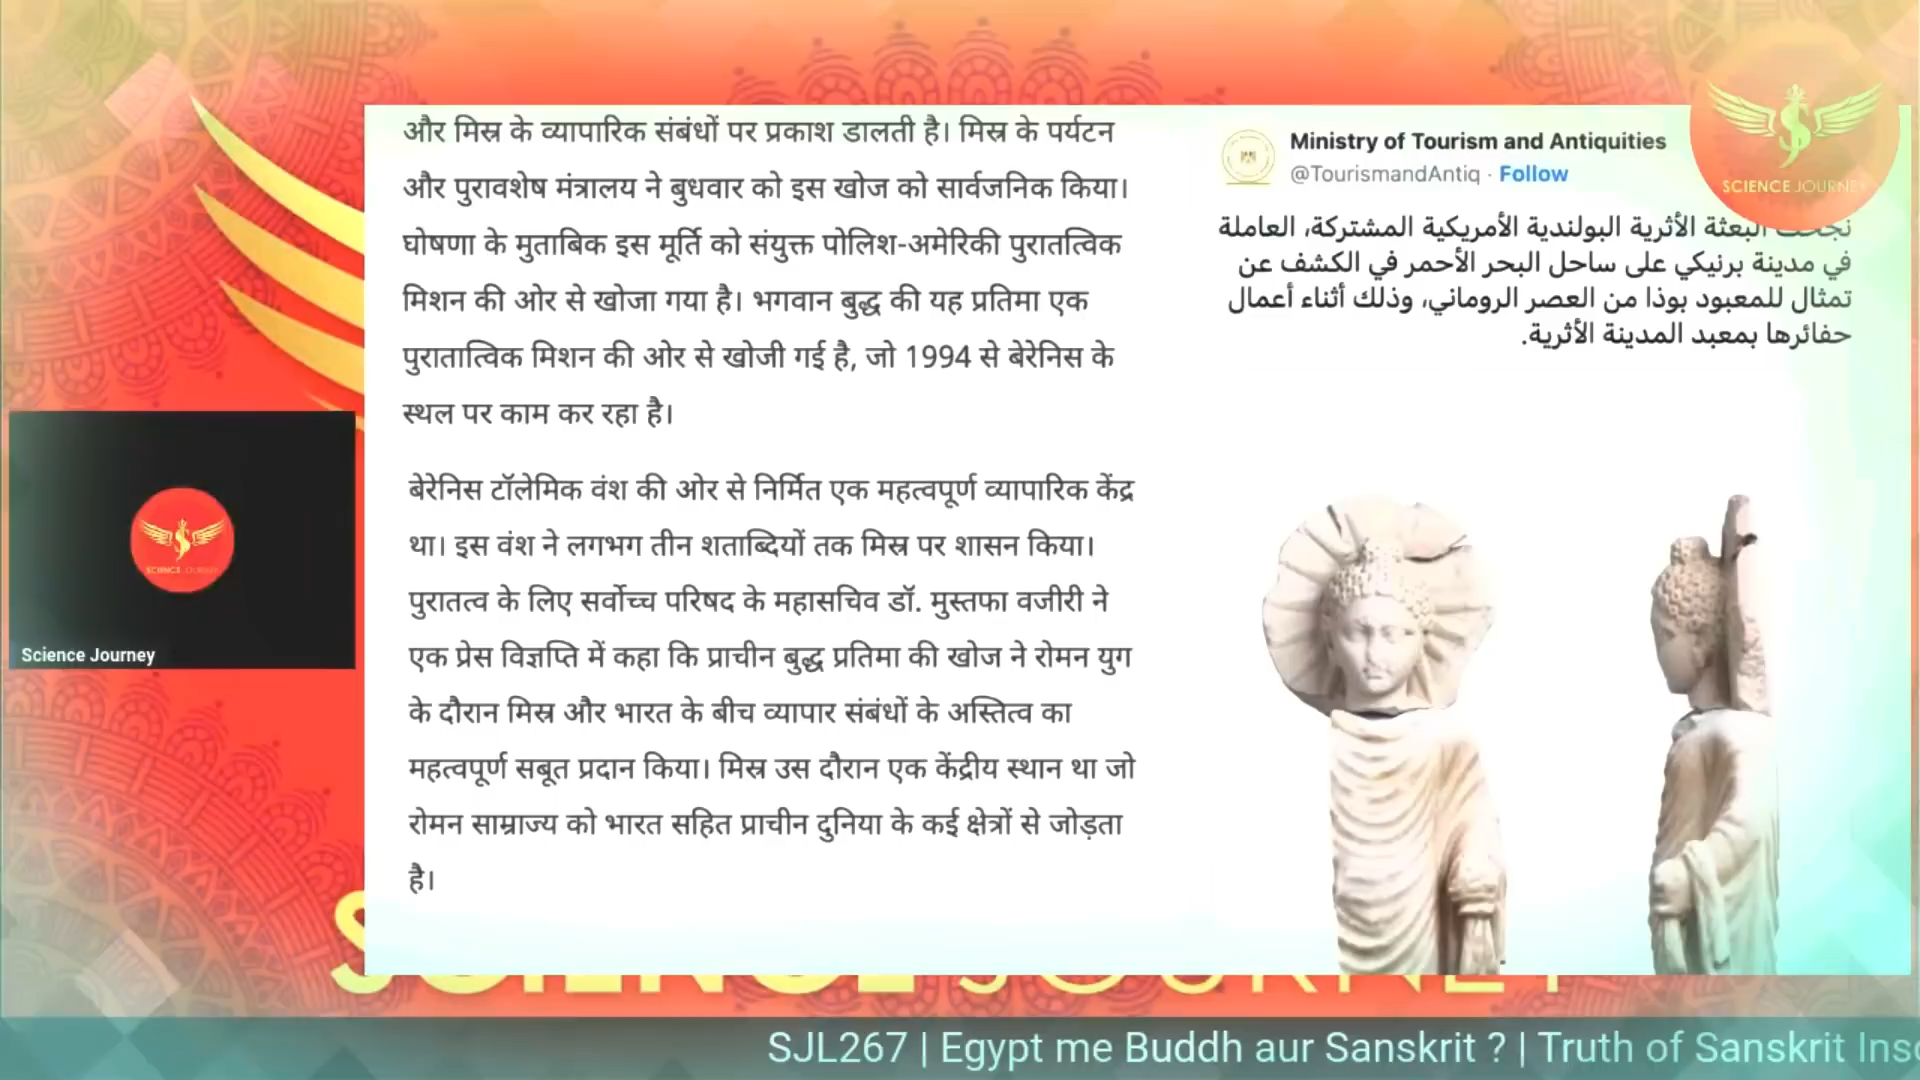 और मिस्र के व्यापारिक संबंधों पर प्रकाश डालती है। मिस्र के पर्यटन
और पुरावशेष मंत्रालय ने बुधवार को इस खोज को सार्वजनिक किया।
घोषणा के मुताबिक इस मूर्ति को संयुक्त पोलिश-अमेरिकी पुरातत्विक
मिशन की ओर से खोजा गया है। भगवान बुद्ध की यह प्रतिमा एक
पुरातात्विक मिशन की ओर से खोजी गई है, जो 1994 से बेरेनिस के
स्थल पर काम कर रहा है।
बेरेनिस टॉलेमिक वंश की ओर से निर्मित एक महत्वपूर्ण व्यापारिक केंद्र
था। इस वंश ने लगभग तीन शताब्दियों तक मिस्र पर शासन किया।
पुरातत्व के लिए सर्वोच्च परिषद के महासचिव डॉ. मुस्तफा वजीरी ने
एक प्रेस विज्ञप्ति में कहा कि प्राचीन बुद्ध प्रतिमा की खोज ने रोमन युग
के दौरान मिस्र और भारत के बीच व्यापार संबंधों के अस्तित्व का
महत्वपूर्ण सबूत प्रदान किया। मिस्र उस दौरान एक केंद्रीय स्थान था जो
रोमन साम्राज्य को भारत सहित प्राचीन दुनिया के कई क्षेत्रों से जोड़ता
है।
Ministry of Tourism and Antiquities
@TourismandAntiq · Follow
البعثة الأثرية البولندية الأمريكية المشتركة، العاملة
في مدينة برنيكي على ساحل البحر الأحمر في الكشف عن
تمثال للمعبود بوذا من العصر الروماني، وذلك أثناء أعمال
حفائرها بمعبد المدينة الأثرية.
SCIENCE JOURNEY
SCIENCE JOURNEY
Science Journey
SCIENCE JOURNEY
SJL267 | Egypt me Buddh aur Sanskrit ? | Truth of Sanskrit